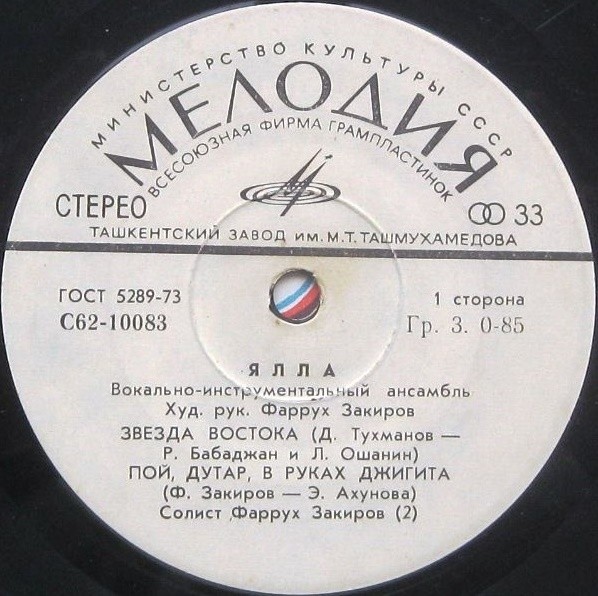 МИНИСТЕРСТВО КУЛЬТУРЫ СССР
МЕЛОДИЯ
ВСЕСОЮЗНАЯ ФИРМА ГРАМПЛАСТИНОК
СТЕРЕО 33
ТАШКЕНТСКИЙ ЗАВОД ИМ. М.Т. ТАШМУХАМЕДОВА
ГОСТ 5289-73 1 сторона
С62-10083 Гр. 3. 0-85
ЯЛЛА
Вокально-инструментальный ансамбль
Худ. рук. Фаррух Закиров
ЗВЕЗДА ВОСТОКА (Д. Тухманов —
Р. Бабаджан и Л. Ошанин)
ПОЙ, ДУТАР, В РУКАХ ДЖИГИТА
(Ф. Закиров — Э. Ахунова)
Солист Фаррух Закиров (2)